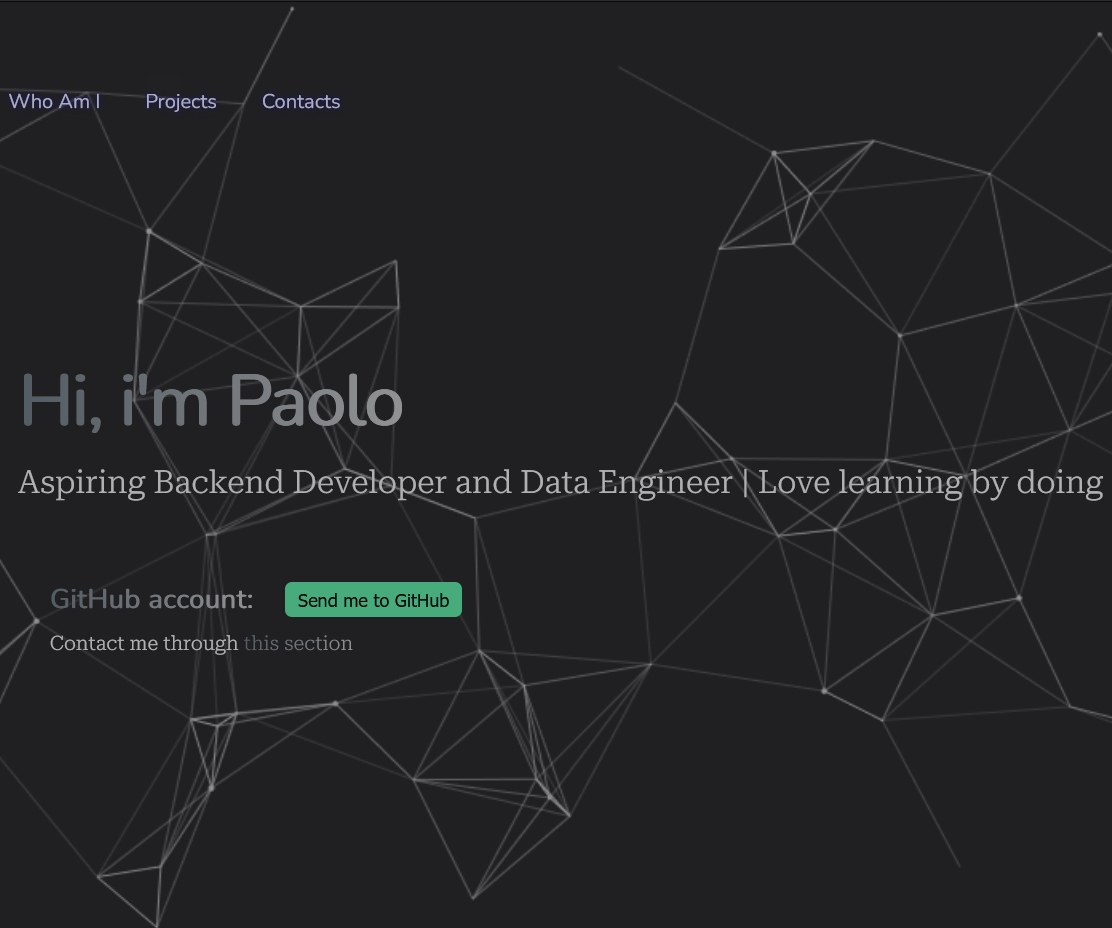 Who Am I Projects Contacts
Hi, i'm Paolo
Aspiring Backend Developer and Data Engineer | Love learning by doing
GitHub account: Send me to GitHub
Contact me through this section